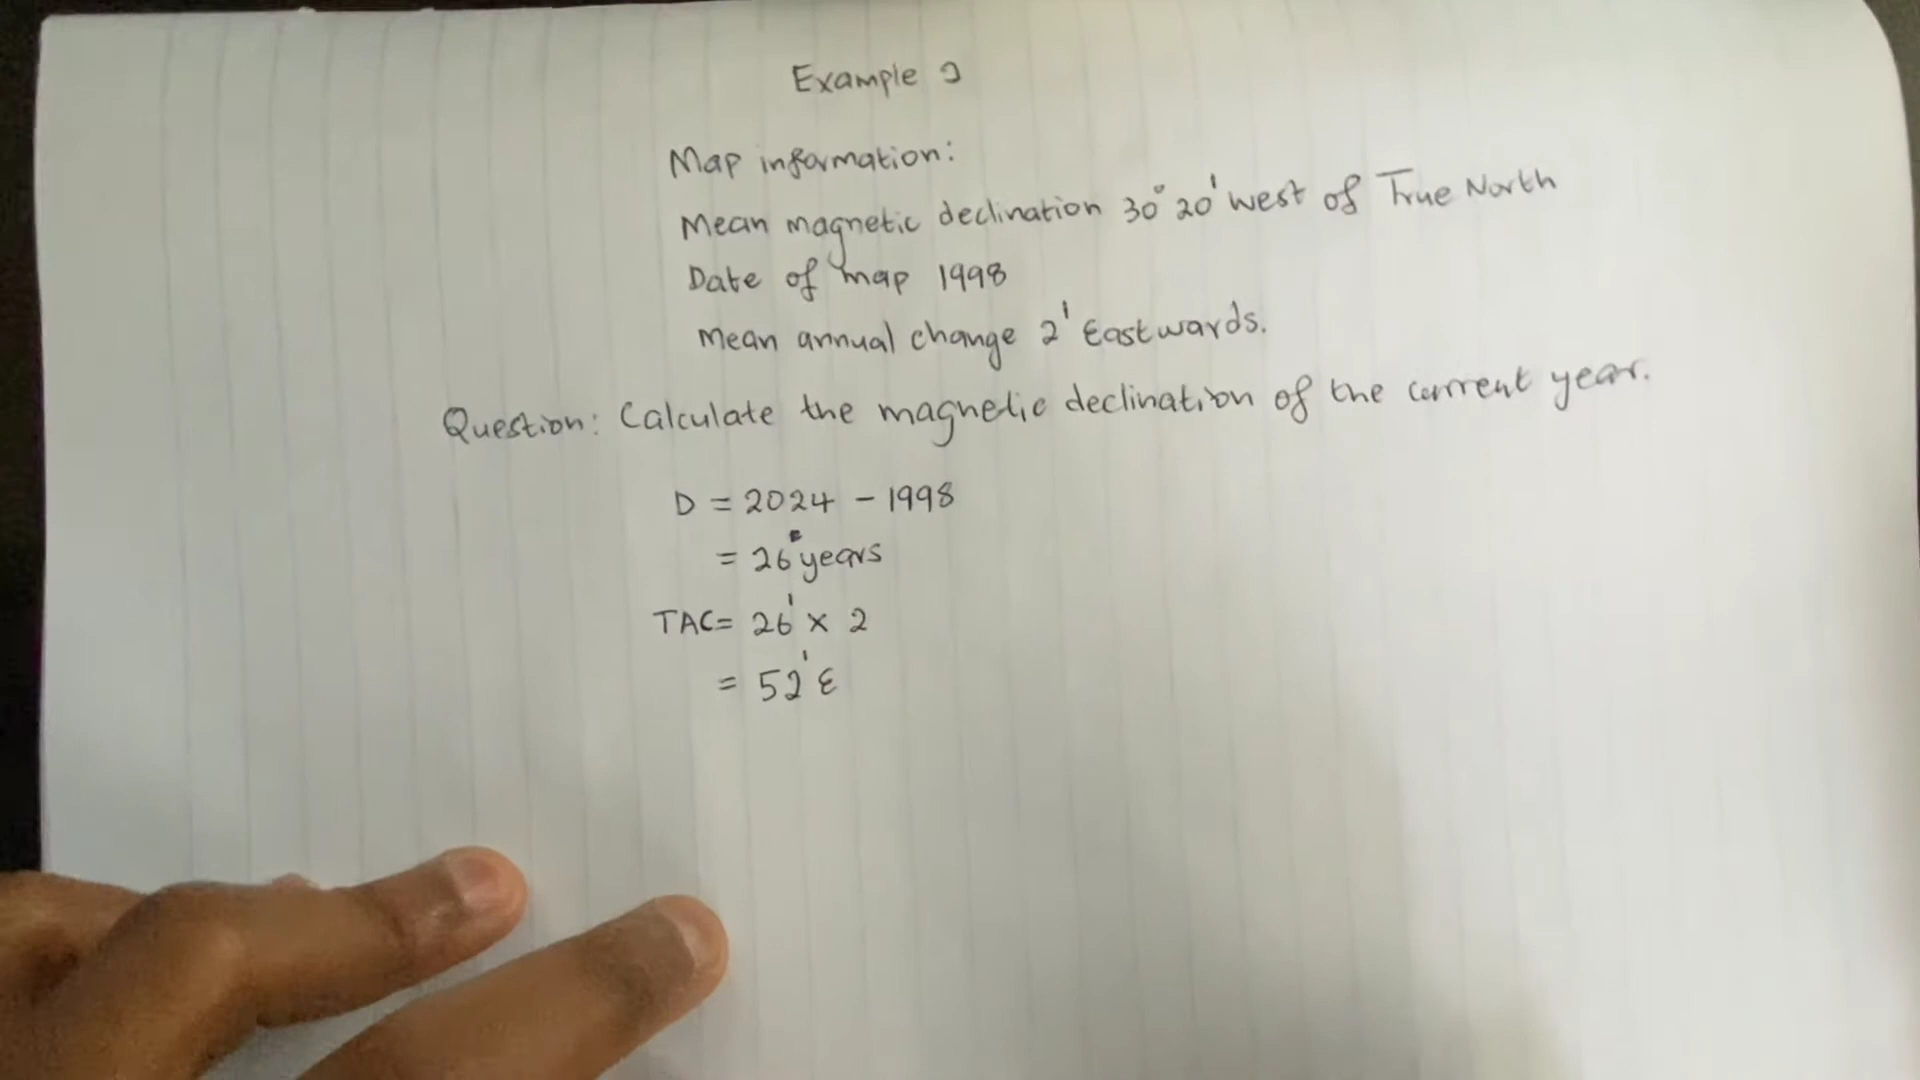 Example
Map information:
Mean magnetic declination 30° 20' west of True North
Date of map 1998
Mean annual change 2' Eastwards.
Question: Calculate the magnetic declination of the current year.
D = 2024 - 1998
= 26 years
TAC= 26' x 2
= 52' E